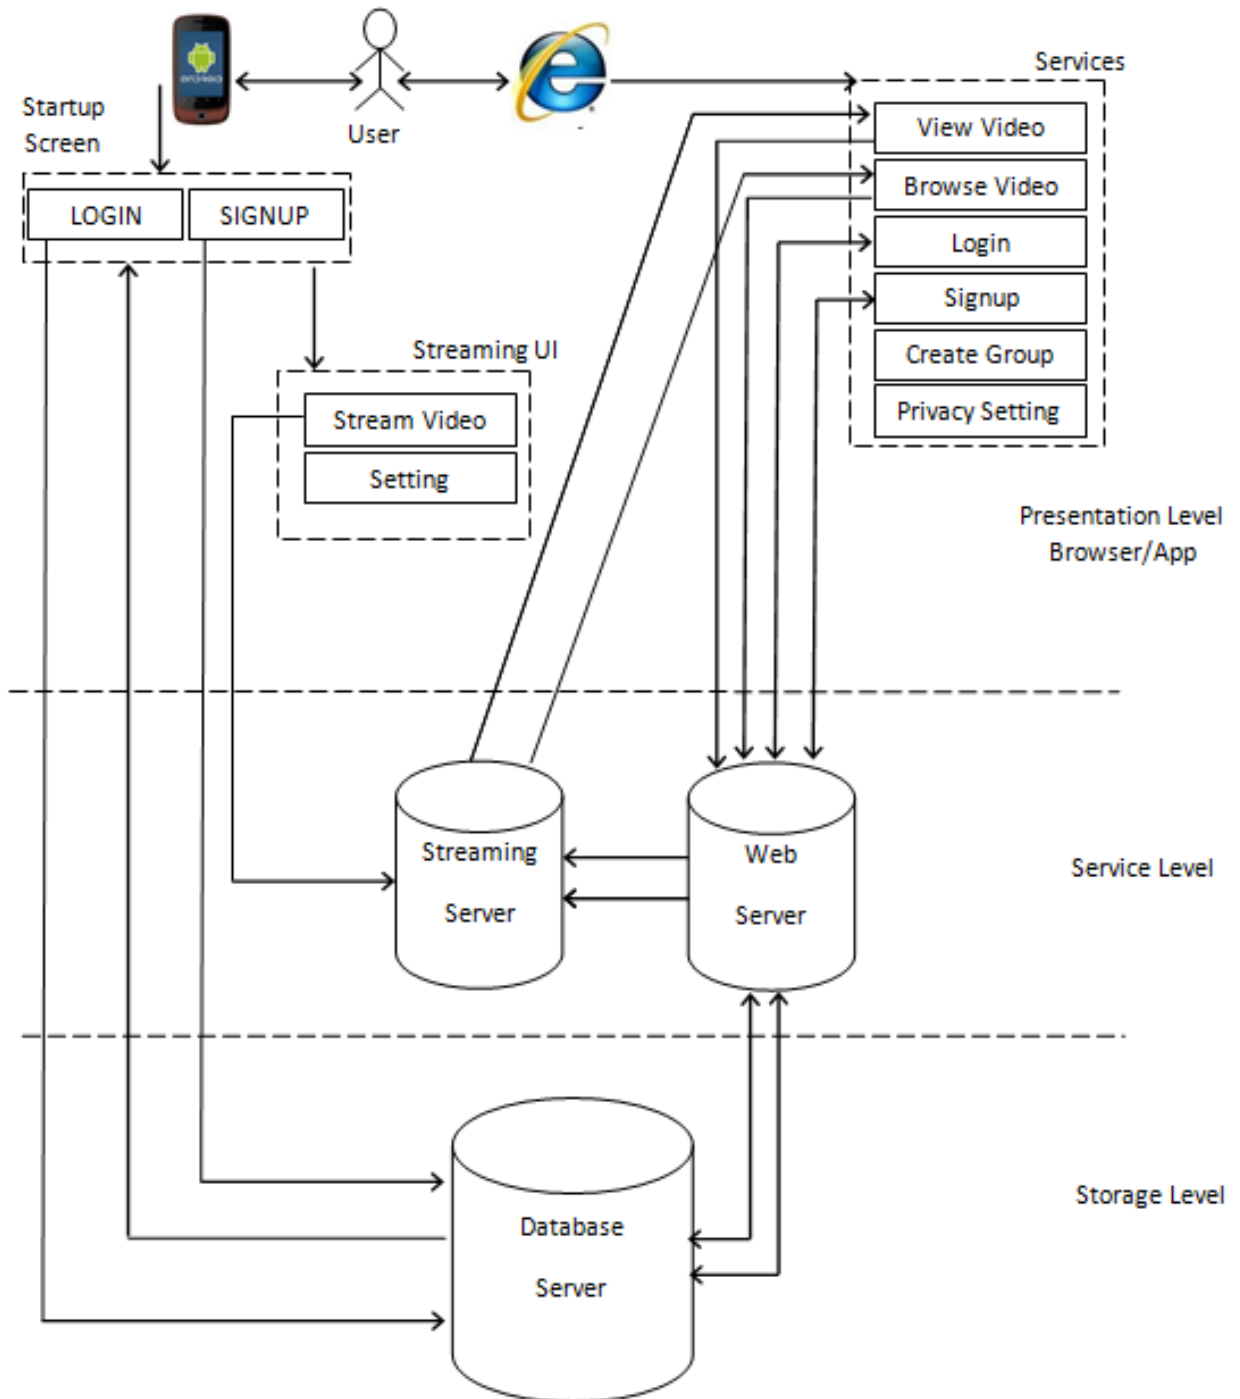 Services
Startup
Screen
User
View Video
Browse Video
LOGIN
SIGNUP
Login
Signup
Streaming UI
Create Group
Stream Video
Privacy Setting
Setting
Presentation Level
Browser/App
Streaming
Server
Web
Server
Service Level
Database
Server
Storage Level